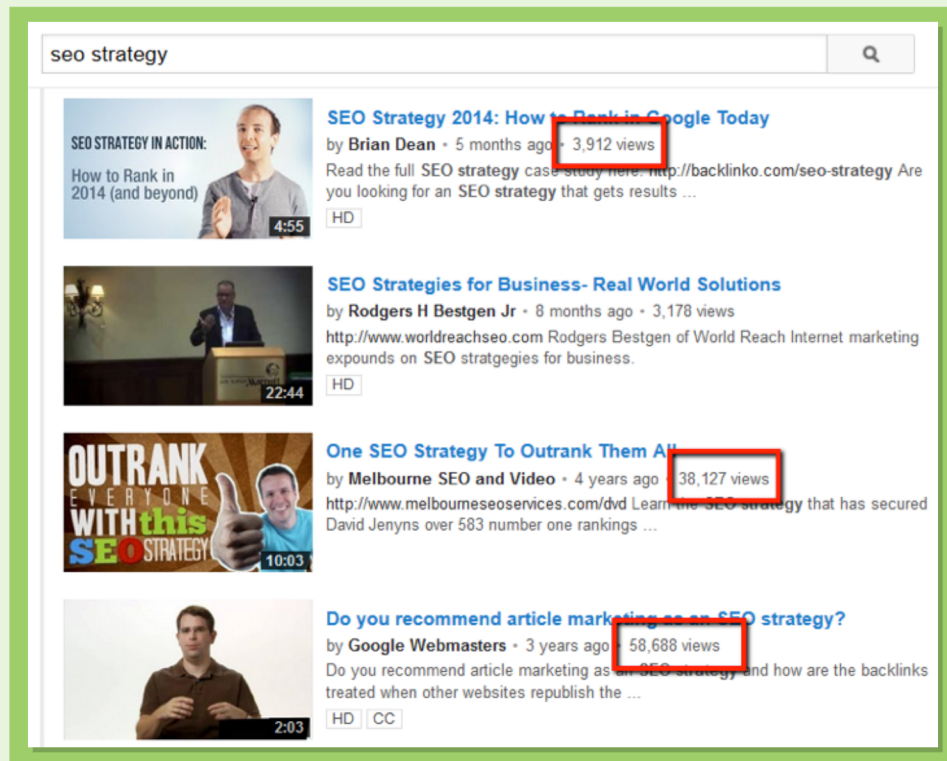 seo strategy
SEO STRATEGY IN ACTION:
How to Rank in
2014 (and beyond)
4:55
SEO Strategy 2014: How to Rank in Google Today
by Brian Dean • 5 months ago • 3,912 views
Read the full SEO strategy case study here: http://backlinko.com/seo-strategy Are
you looking for an SEO strategy that gets results ...
HD
22:44
SEO Strategies for Business- Real World Solutions
by Rodgers H Bestgen Jr • 8 months ago • 3,178 views
http://www.worldreachseo.com Rodgers Bestgen of World Reach Internet marketing
expounds on SEO stratgegies for business.
HD
OUTRANK
EVERYONE
WITH this
SEO STRATEGY
10:03
One SEO Strategy To Outrank Them All
by Melbourne SEO and Video • 4 years ago 38,127 views
http://www.melbourneseoservices.com/dvd Learn the SEO strategy that has secured
David Jenyns over 583 number one rankings ...
2:03
Do you recommend article marketing as an SEO strategy?
by Google Webmasters • 3 years ago 58,688 views
Do you recommend article marketing as an SEO strategy and how are the backlinks
treated when other websites republish the ...
HD CC